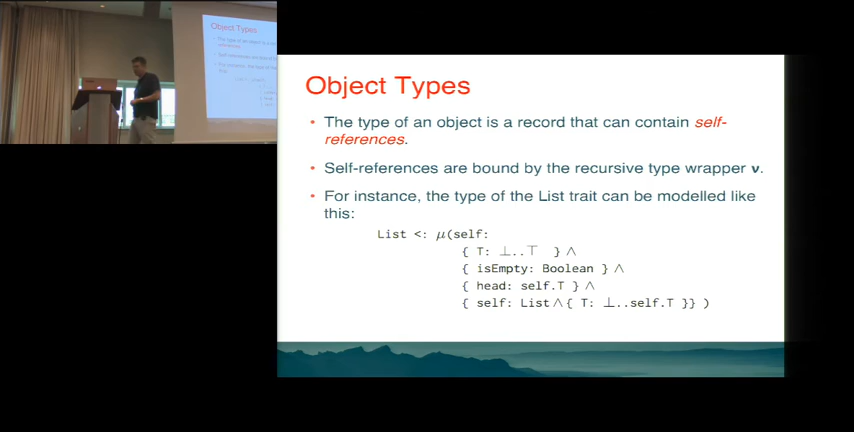 Object Types
• The type of an object is a record that can contain self-
references.
• Self-references are bound by the recursive type wrapper ν.
• For instance, the type of the List trait can be modelled like
this:
List <: μ(self:
{ T: ⊥..⊤ } ∧
{ isEmpty: Boolean } ∧
{ head: self.T } ∧
{ self: List ∧ { T: ⊥..self.T }} )
Object Types